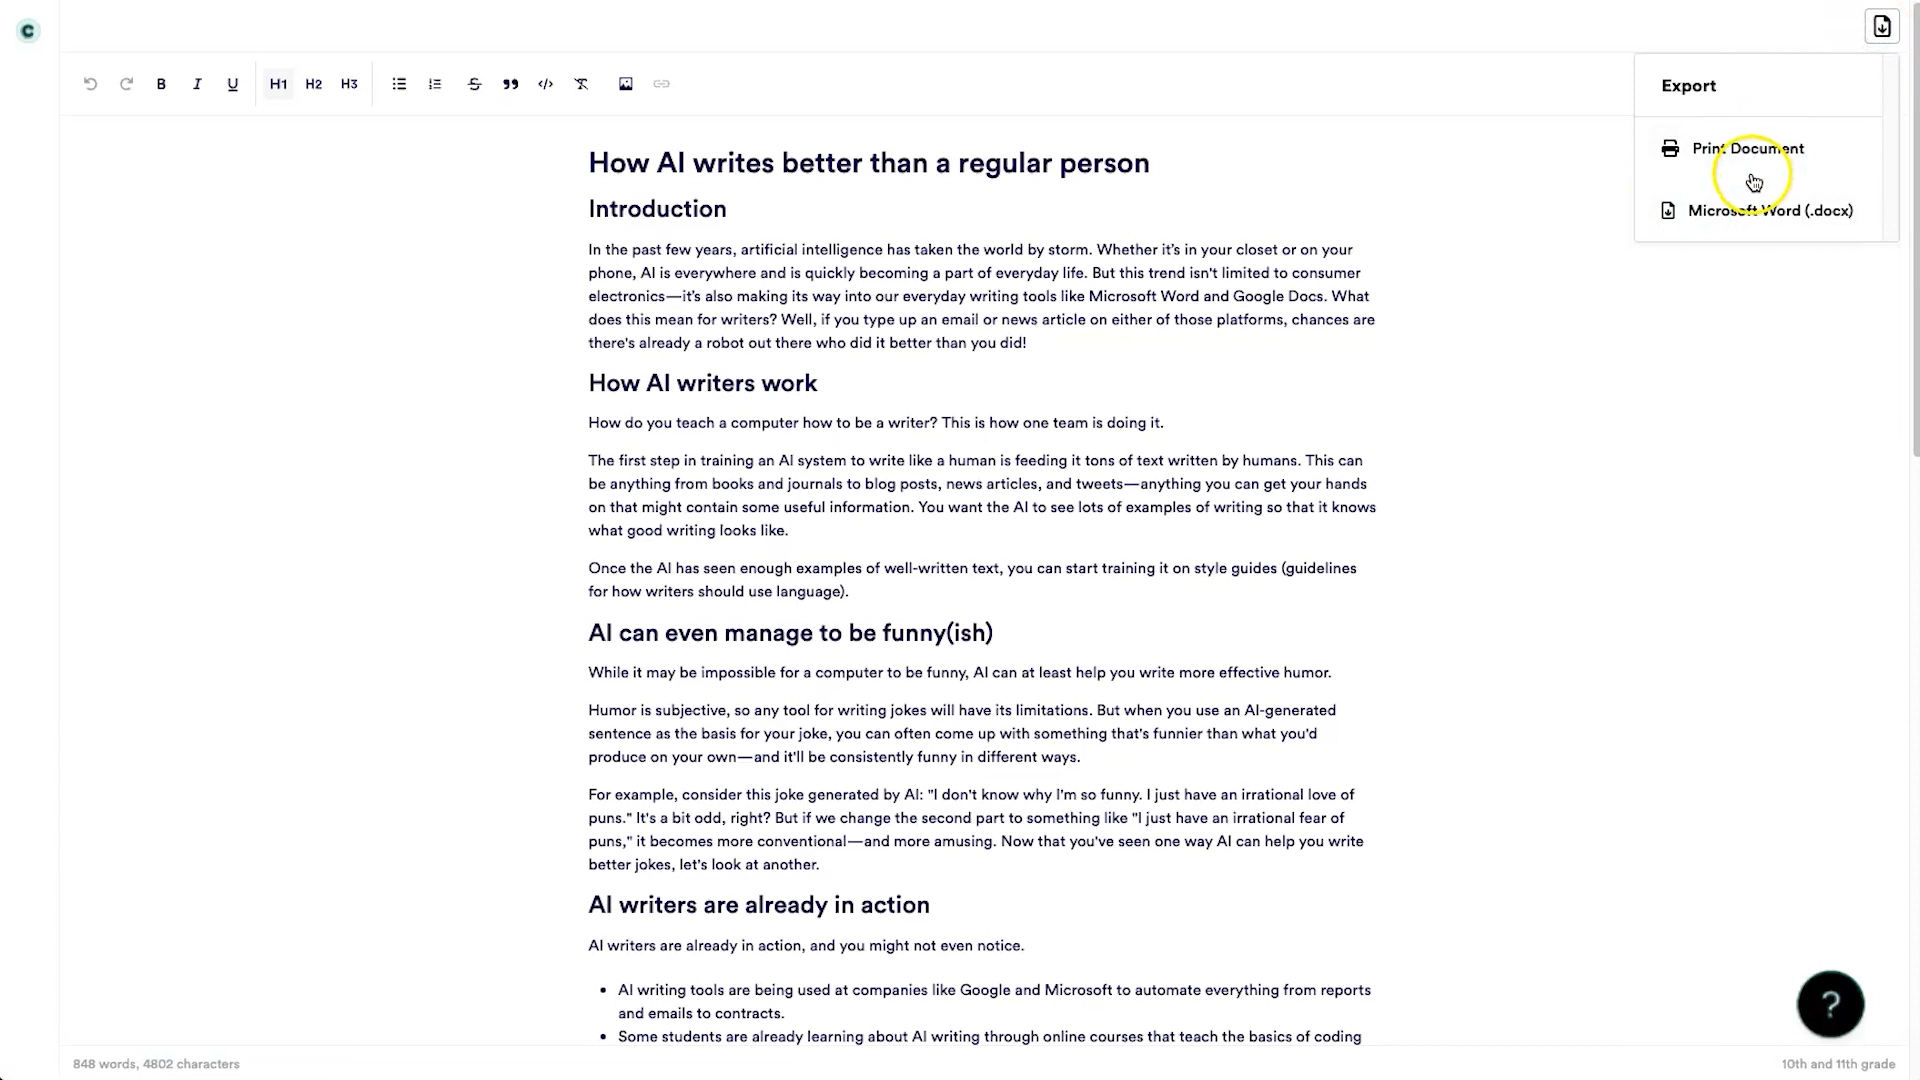 C
B I U H1 H2 H3
Export
Print Document
Microsoft Word (.docx)
How AI writes better than a regular person
Introduction
In the past few years, artificial intelligence has taken the world by storm. Whether it's in your closet or on your
phone, AI is everywhere and is quickly becoming a part of everyday life. But this trend isn't limited to consumer
electronics—it's also making its way into our everyday writing tools like Microsoft Word and Google Docs. What
does this mean for writers? Well, if you type up an email or news article on either of those platforms, chances are
there's already a robot out there who did it better than you did!
How AI writers work
How do you teach a computer how to be a writer? This is how one team is doing it.
The first step in training an AI system to write like a human is feeding it tons of text written by humans. This can
be anything from books and journals to blog posts, news articles, and tweets—anything you can get your hands
on that might contain some useful information. You want the AI to see lots of examples of writing so that it knows
what good writing looks like.
Once the AI has seen enough examples of well-written text, you can start training it on style guides (guidelines
for how writers should use language).
AI can even manage to be funny(ish)
While it may be impossible for a computer to be funny, AI can at least help you write more effective humor.
Humor is subjective, so any tool for writing jokes will have its limitations. But when you use an AI-generated
sentence as the basis for your joke, you can often come up with something that's funnier than what you'd
produce on your own—and it'll be consistently funny in different ways.
For example, consider this joke generated by AI: "I don't know why I'm so funny. I just have an irrational love of
puns." It's a bit odd, right? But if we change the second part to something like "I just have an irrational fear of
puns," it becomes more conventional—and more amusing. Now that you've seen one way AI can help you write
better jokes, let's look at another.
AI writers are already in action
AI writers are already in action, and you might not even notice.
• AI writing tools are being used at companies like Google and Microsoft to automate everything from reports
and emails to contracts.
• Some students are already learning about AI writing through online courses that teach the basics of coding
?
848 words, 4802 characters
10th and 11th grade